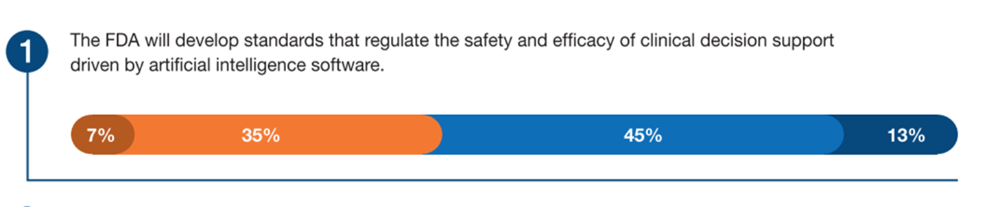 1
The FDA will develop standards that regulate the safety and efficacy of clinical decision support
driven by artificial intelligence software.
7% 35% 45% 13%